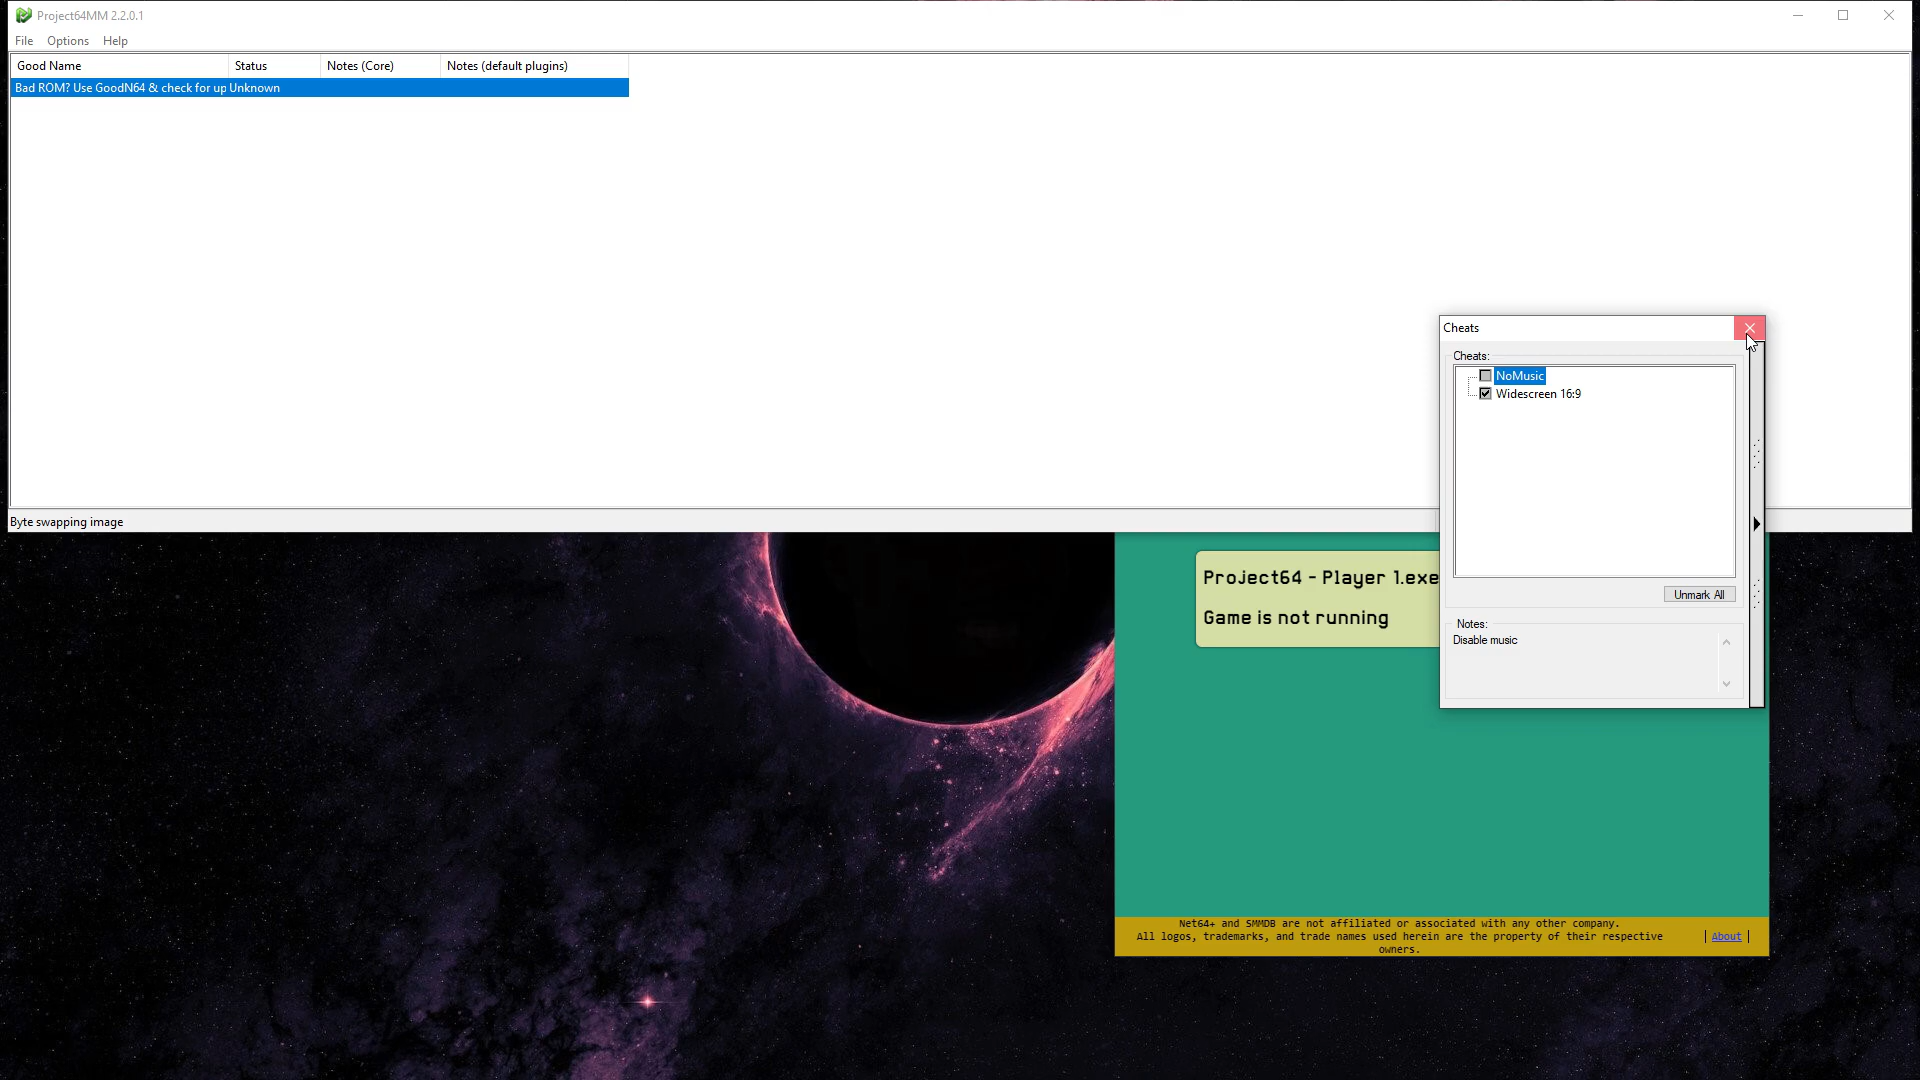 Project64MM 2.2.0.1
File Options Help
Good Name Status Notes (Core) Notes (default plugins)
Bad ROM? Use GoodN64 & check for up Unknown
Cheats
Cheats:
NoMusic
Widescreen 16:9
Unmark All
Notes:
Disable music
Byte swapping image
Project64 - Player 1.exe
Game is not running
Net64+ and SMMDB are not affiliated or associated with any other company.
All logos, trademarks, and trade names used herein are the property of their respective
owners.
| About |